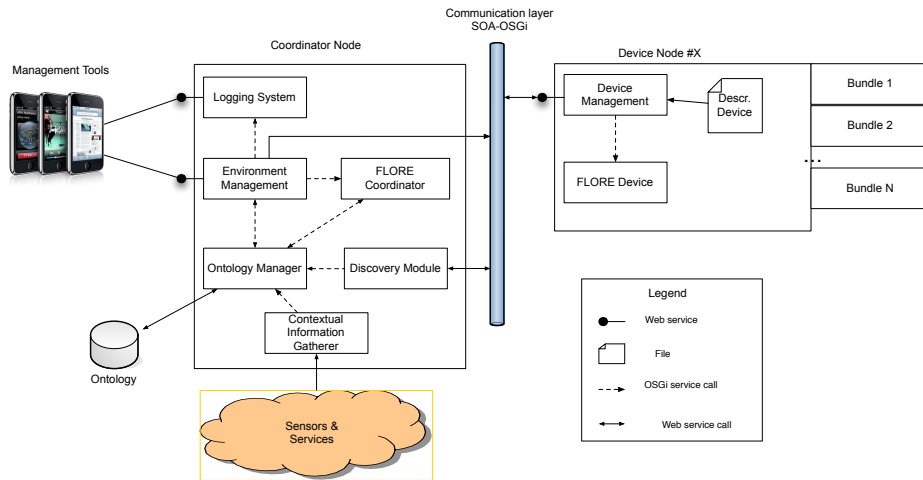 Communication layer
SOA-OSGi
Coordinator Node
Device Node #X
Management Tools
Logging System
Device
Management
Descr.
Device
Bundle 1
Bundle 2
...
Bundle N
Environment
Management
FLORE
Coordinator
FLORE Device
Ontology Manager
Discovery Module
Contextual
Information
Gatherer
Ontology
Sensors &
Services
Legend
Web service
File
OSGi service call
Web service call